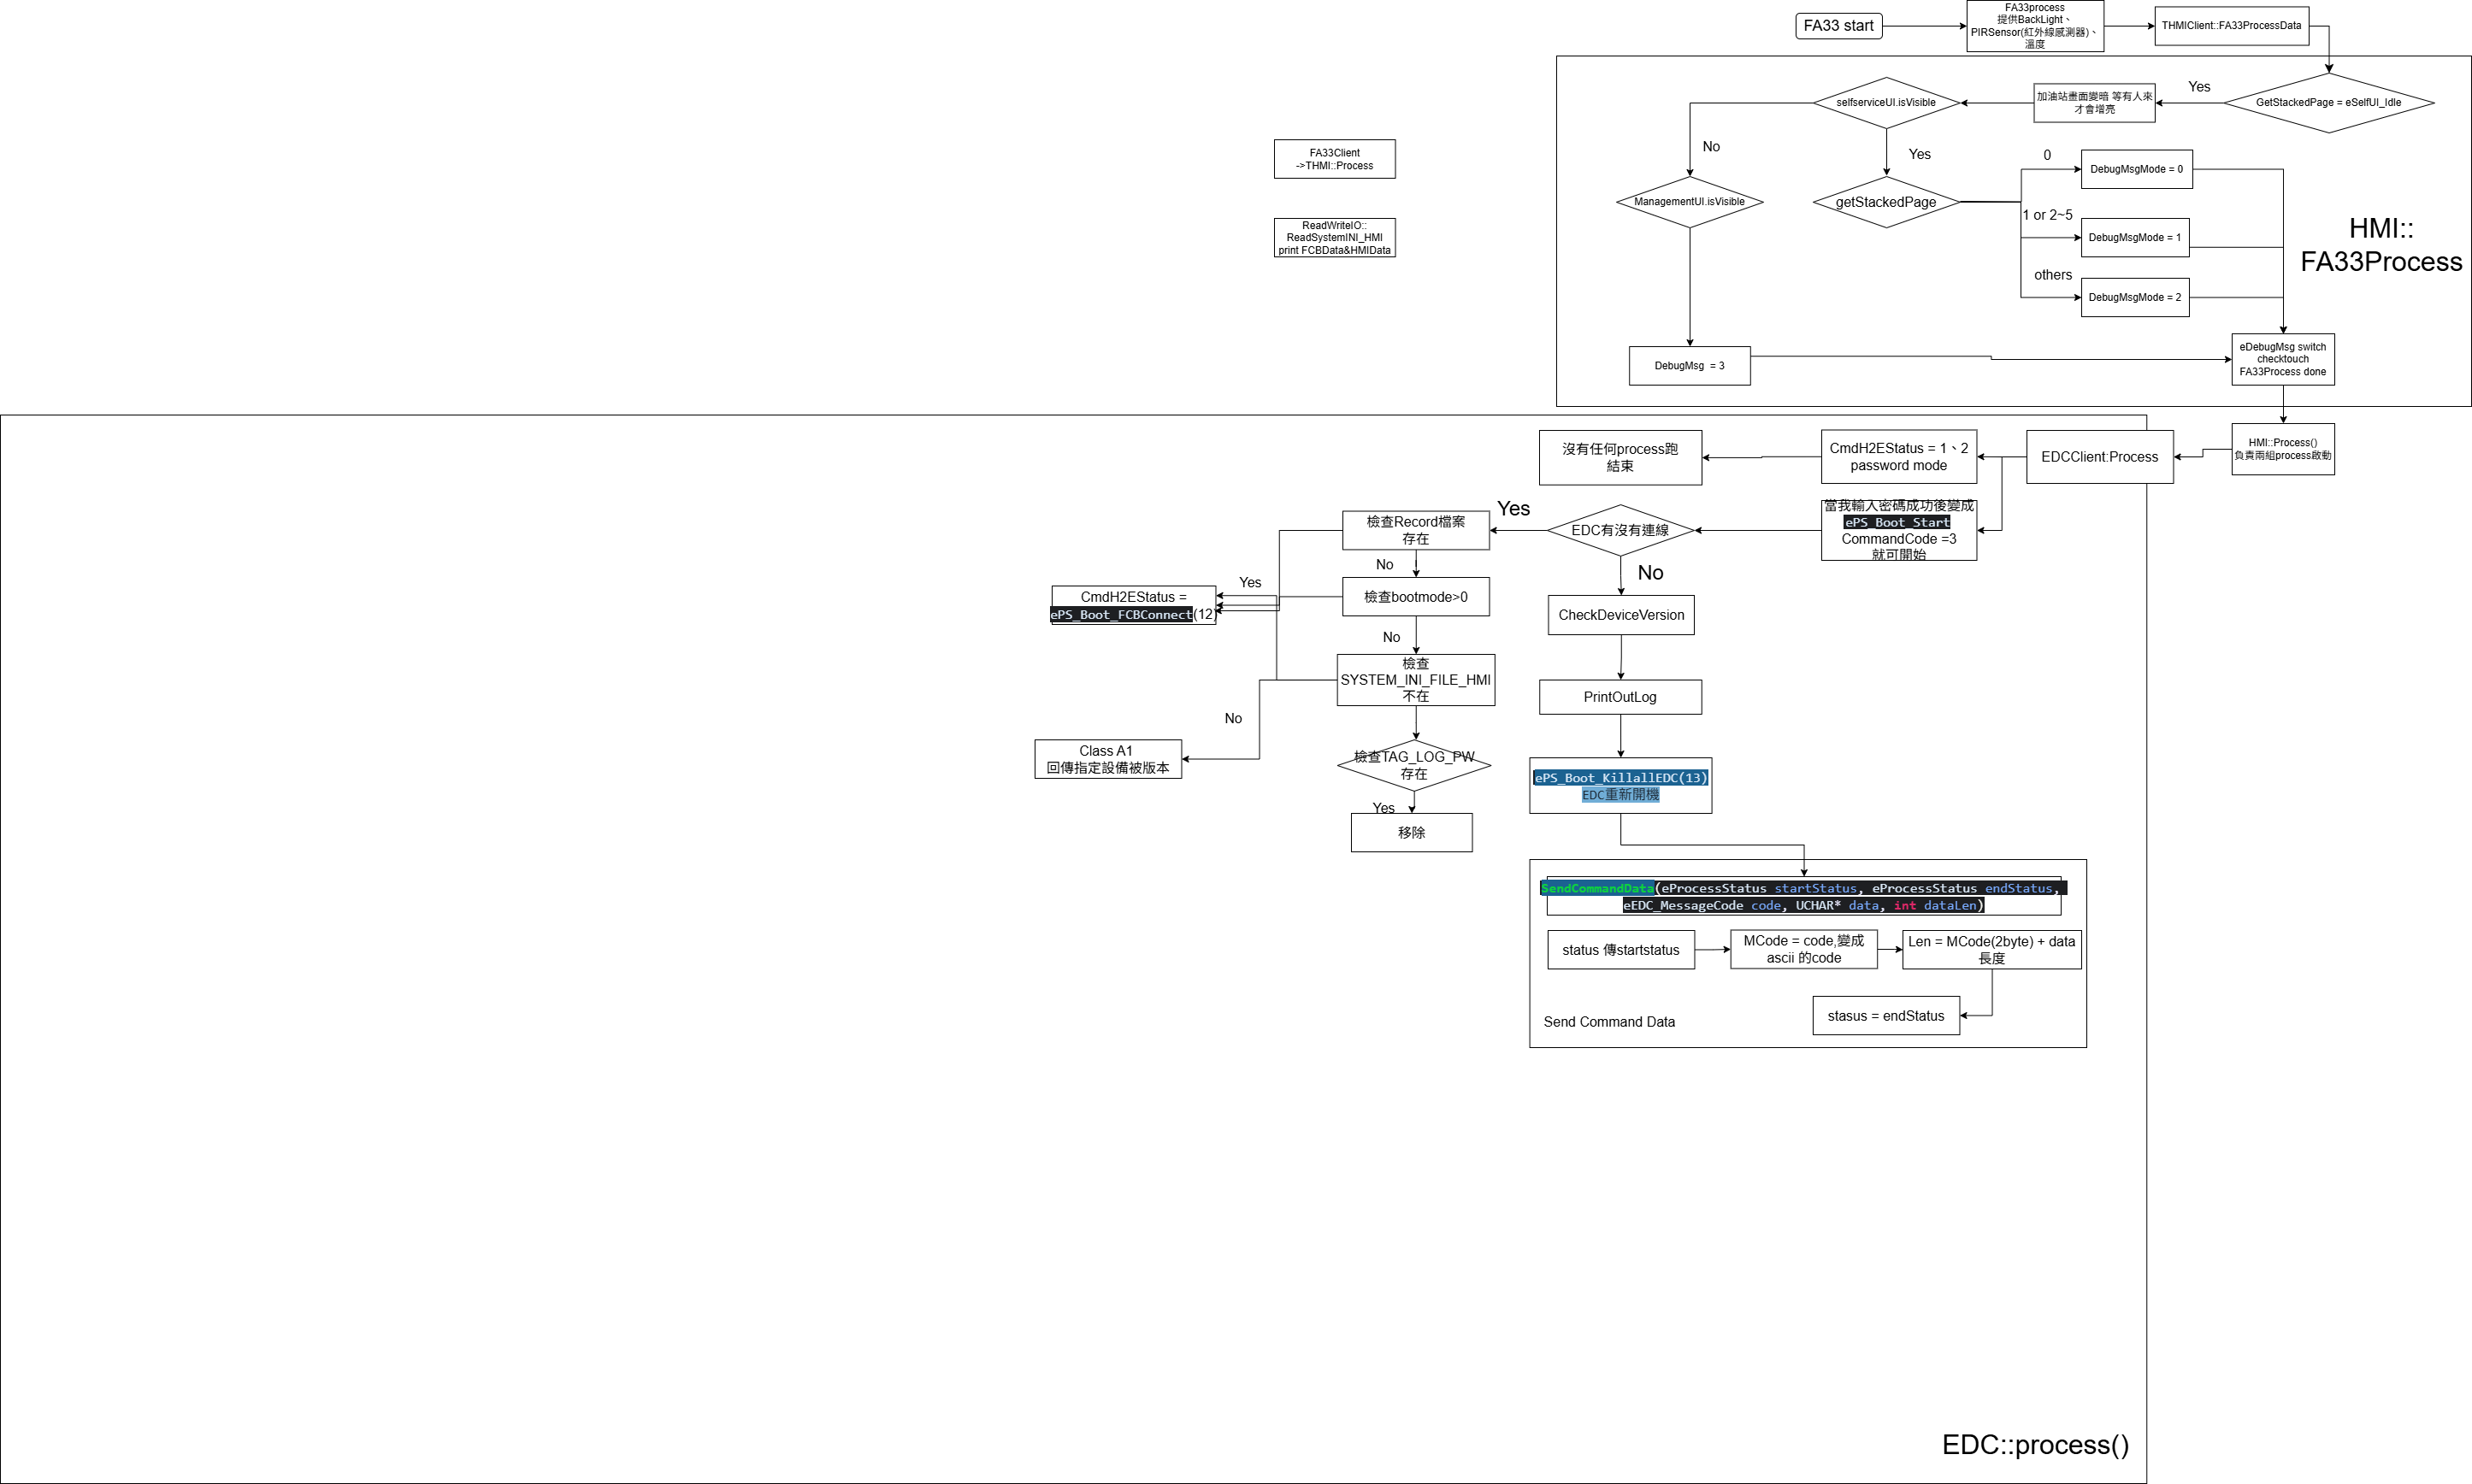 FA33 start
FA33process
提供BackLight、
PIRSensor(紅外線感測器)、
溫度
THMIClient::FA33ProcessData
GetStackedPage = eSelfUI_Idle
Yes
加油站畫面變暗 等有人來
才會增亮
selfserviceUI.isVisible
No
Yes
ManagementUI.isVisible
getStackedPage
0
DebugMsgMode = 0
1 or 2~5
DebugMsgMode = 1
others
DebugMsgMode = 2
HMI::
FA33Process
DebugMsg = 3
eDebugMsg switch
checktouch
FA33Process done
FA33Client
->THMI::Process
ReadWriteIO::
ReadSystemINI_HMI
print FCBData&HMIData
HMI::Process()
負責兩組process啟動
EDCClient:Process
CmdH2EStatus = 1、2
password mode
沒有任何process跑
結束
當我輸入密碼成功後變成
ePS_Boot_Start
CommandCode =3
就可開始
EDC有沒有連線
Yes
No
檢查Record檔案
存在
No
檢查bootmode>0
No
Yes
CmdH2EStatus =
ePS_Boot_FCBConnect(12)
檢查
SYSTEM_INI_FILE_HMI
不在
No
Class A1
回傳指定設備被版本
檢查TAG_LOG_PW
存在
Yes
移除
CheckDeviceVersion
PrintOutLog
ePS_Boot_KillallEDC(13)
EDC重新開機
SendCommandData(eProcessStatus startStatus, eProcessStatus endStatus,
eEDC_MessageCode code, UCHAR* data, int dataLen)
status 傳startstatus
MCode = code,變成
ascii 的code
Len = MCode(2byte) + data
長度
stasus = endStatus
Send Command Data
EDC::process()